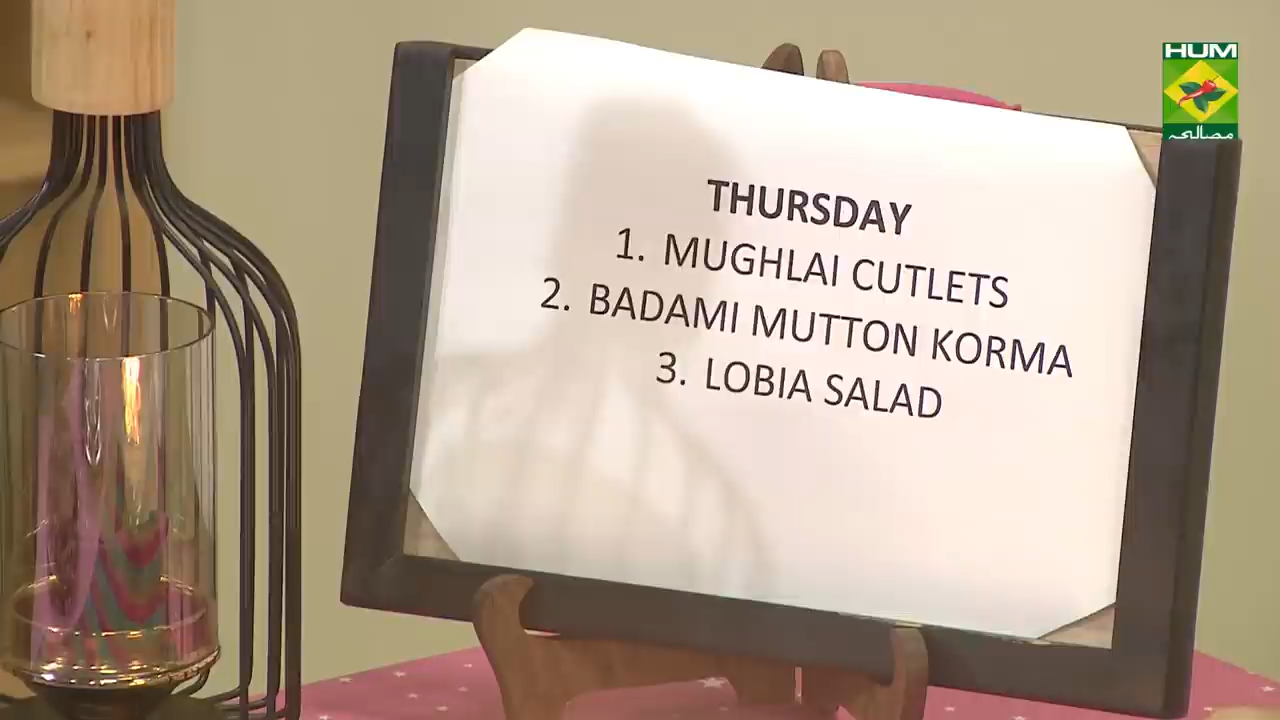 HUM
مصالحہ
THURSDAY
1. MUGHLAI CUTLETS
2. BADAMI MUTTON KORMA
3. LOBIA SALAD